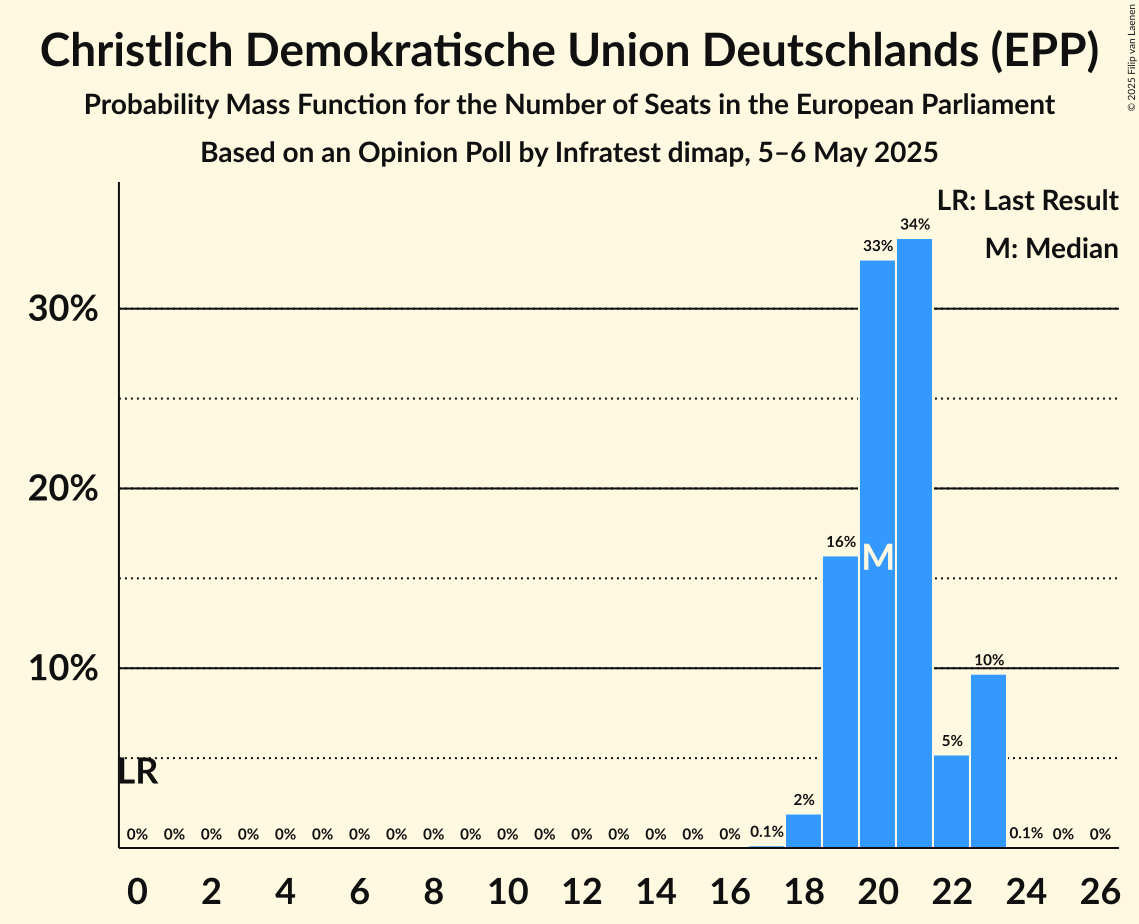 Christlich Demokratische Union Deutschlands (EPP)
Probability Mass Function for the Number of Seats in the European Parliament
Based on an Opinion Poll by Infratest dimap, 5–6 May 2025
© 2025 Filip van Laenen
LR: Last Result
M: Median
34%
33%
30%
20%
16%
M
10%
10%
5%
LR
2%
0% 0% 0% 0% 0% 0% 0% 0% 0% 0% 0% 0% 0% 0% 0% 0% 0% 0.1% 0.1% 0% 0%
0 2 4 6 8 10 12 14 16 18 20 22 24 26